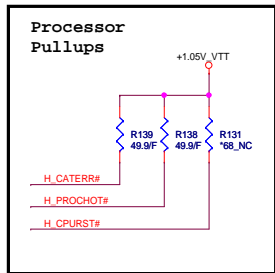 Processor
Pullups
+1.05V_VTT
R139 R138 R131
49.9/F 49.9/F *68_NC
H_CATERR#
H_PROCHOT#
H_CPURST#